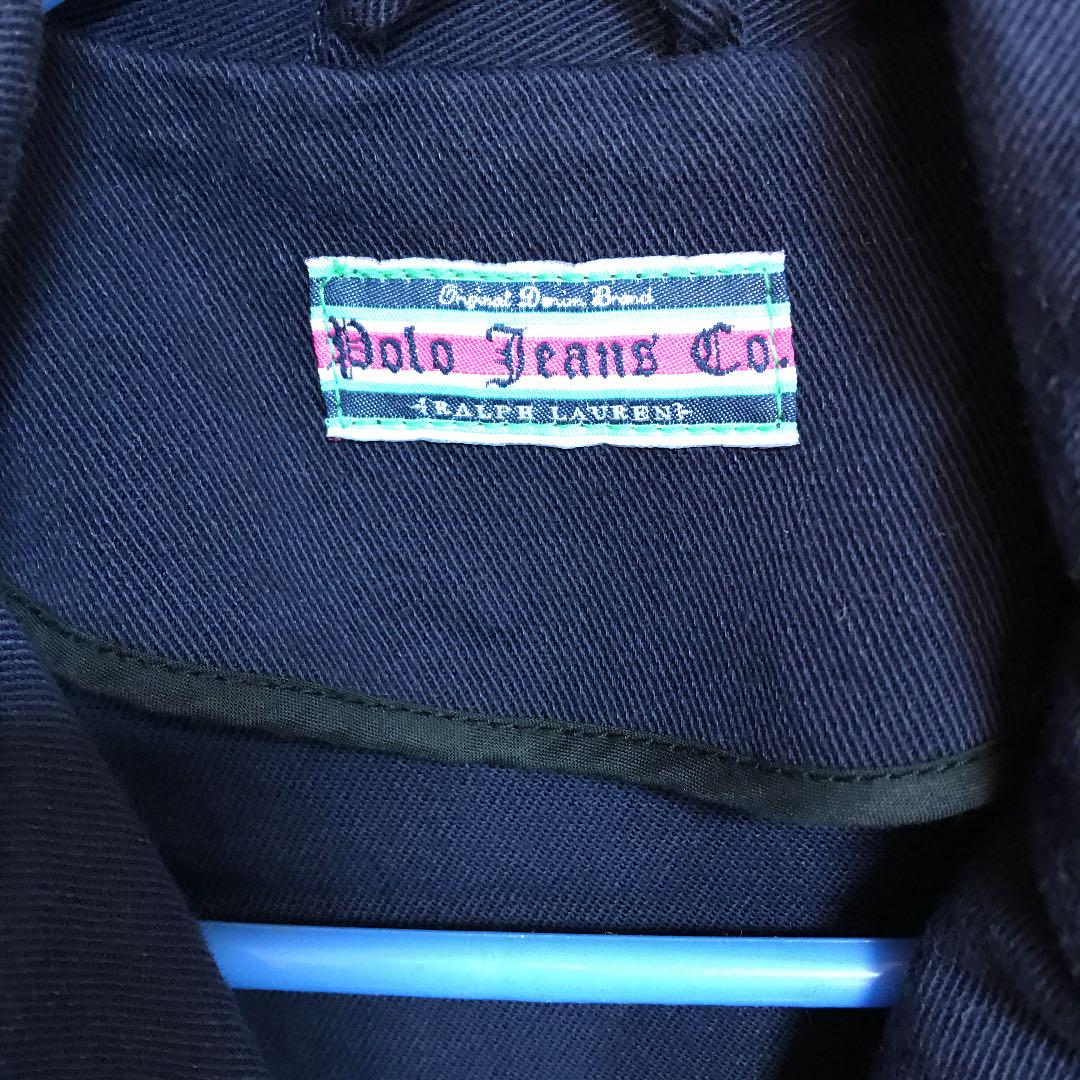 Original Denim Brand
Polo Jeans Co.
{RALPH LAUREN}